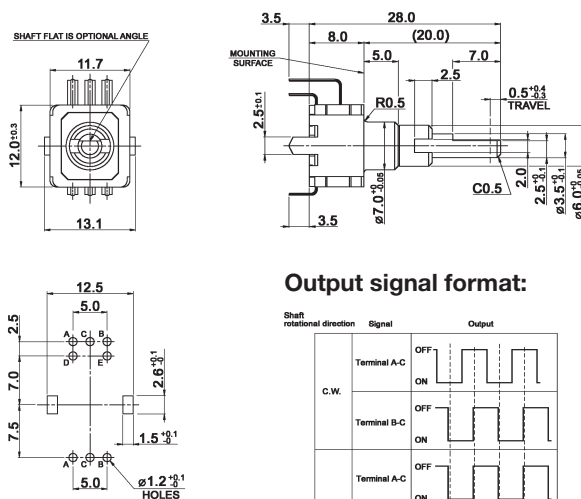 SHAFT FLAT IS OPTIONAL ANGLE
11.7
12.0±0.3
13.1
3.5
28.0
8.0
(20.0)
MOUNTING
SURFACE
5.0
7.0
2.5
0.5 +0.4 -0.3
TRAVEL
R0.5
2.5±0.1
3.5
ø7.0 +0 -0.05
C0.5
2.0
2.5 +0 -0.1
ø3.5 +0 -0.1
ø6.0 +0 -0.05
12.5
5.0
2.5
A C B
D E
7.0
2.6 +0.1 -0
7.5
1.5 +0.1 -0
A C B
5.0
ø1.2 +0.1 -0
HOLES
Output signal format:
Shaft
rotational direction Signal Output
C.W.
Terminal A-C
OFF
ON
Terminal B-C
OFF
ON
Terminal A-C
OFF
ON